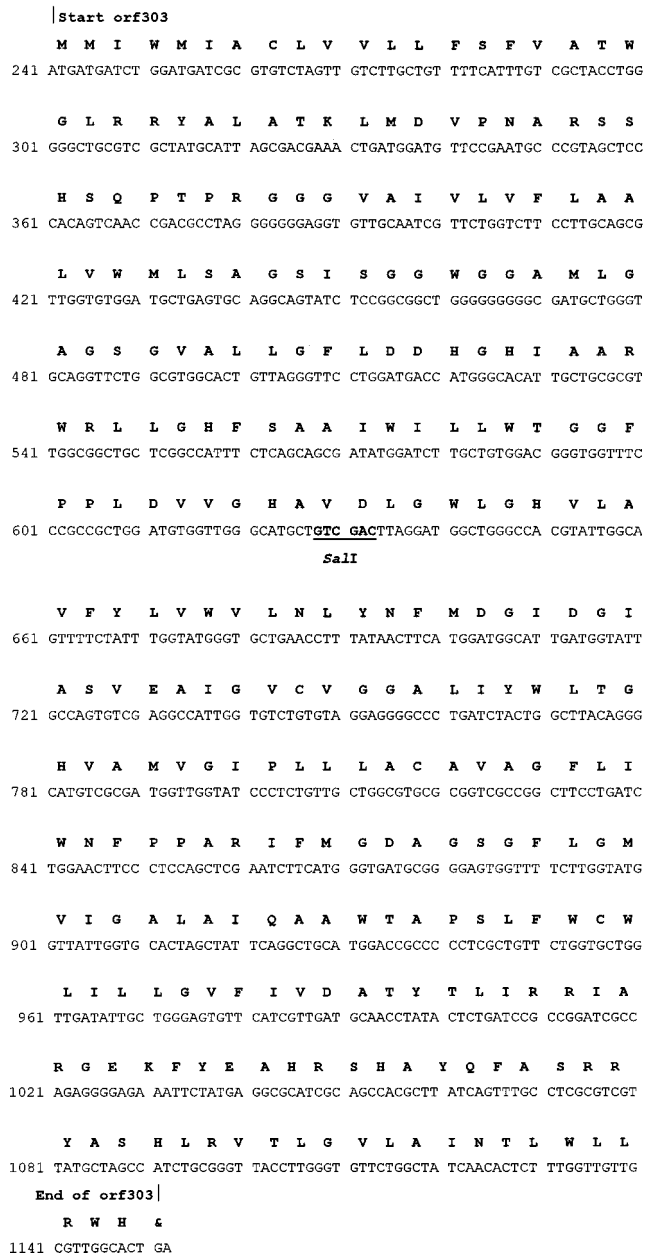 Start orf303
M M I W M I A C L V V L L F S F V A T W
241 ATGATGATCT GGATGATCGC GTGTCTAGTT GTCTTGCTGT TTTCATTTGT CGCTACCTGG
G L R R Y A L A T K L M D V P N A R S S
301 GGGCTGCGTC GCTATGCATT AGCGACGAAA CTGATGGATG TTCCGAATGC CCGTAGCTCC
H S Q P T P R G G G V A I V L V F L A A
361 CACAGTCAAC CGACGCCTAG GGGGGGAGGT GTTGCAATCG TTCTGGTCTT CCTTGCAGCG
L V W M L S A G S I S G G W G G A M L G
421 TTGGTGTGGA TGCTGAGTGC AGGCAGTATC TCCGGCGGCT GGGGGGGGGC GATGCTGGGT
A G S G V A L L G F L D D H G H I A A R
481 GCAGGTTCTG GCGTGGCACT GTTAGGGTTC CTGGATGACC ATGGGCACAT TGCTGCGCGT
W R L L G H F S A A I W I L L W T G G F
541 TGGCGGCTGC TCGGCCATTT CTCAGCAGCG ATATGGATCT TGCTGTGGAC GGGTGGTTTC
P P L D V V G H A V D L G W L G H V L A
601 CCGCCGCTGG ATGTGGTTGG GCATGCTGTC GACTTAGGAT GGCTGGGCCA CGTATTGGCA
SalI
V F Y L V W V L N L Y N F M D G I D G I
661 GTTTTCTATT TGGTATGGGT GCTGAACCTT TATAACTTCA TGGATGGCAT TGATGGTATT
A S V E A I G V C V G G A L I Y W L T G
721 GCCAGTGTCG AGGCCATTGG TGTCTGTGTA GGAGGGGCCC TGATCTACTG GCTTACAGGG
H V A M V G I P L L L A C A V A G F L I
781 CATGTCGCGA TGGTTGGTAT CCCTCTGTTG CTGGCGTGCG CGGTCGCCGG CTTCCTGATC
W N F P P A R I F M G D A G S G F L G M
841 TGGAACTTCC CTCCAGCTCG AATCTTCATG GGTGATGCGG GGAGTGGTTT TCTTGGTATG
V I G A L A I Q A A W T A P S L F W C W
901 GTTATTGGTG CACTAGCTAT TCAGGCTGCA TGGACCGCCC CCTCGCTGTT CTGGTGCTGG
L I L L G V F I V D A T Y T L I R R I A
961 TTGATATTGC TGGGAGTGTT CATCGTTGAT GCAACCTATA CTCTGATCCG CCGGATCGCC
R G E K F Y E A H R S H A Y Q F A S R R
1021 AGAGGGGAGA AATTCTATGA GGCGCATCGC AGCCACGCTT ATCAGTTTGC CTCGCGTCGT
Y A S H L R V T L G V L A I N T L W L L
1081 TATGCTAGCC ATCTGCGGGT TACCTTGGGT GTTCTGGCTA TCAACACTCT TTGGTTGTTG
End of orf303
R W H &
1141 CGTTGGCACT GA